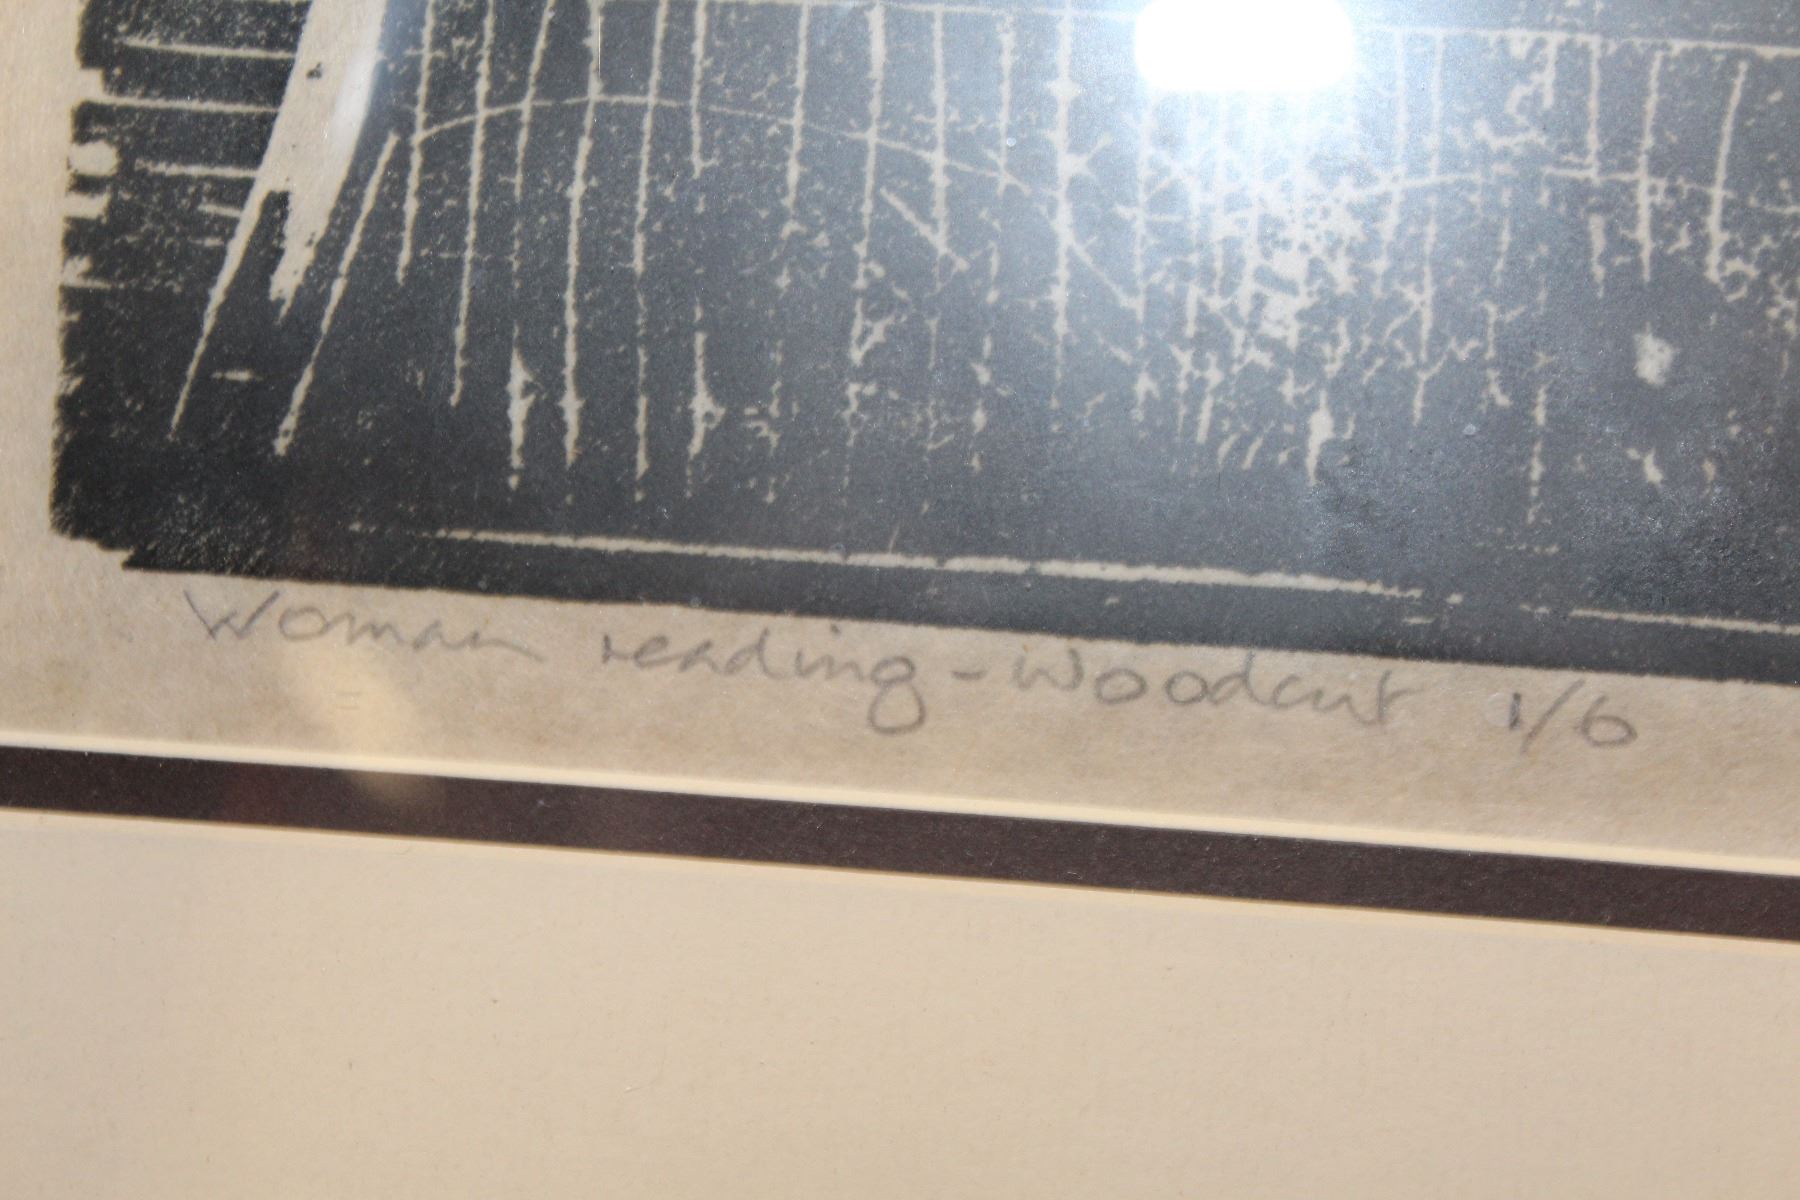 Woman reading - Woodcut 1/6